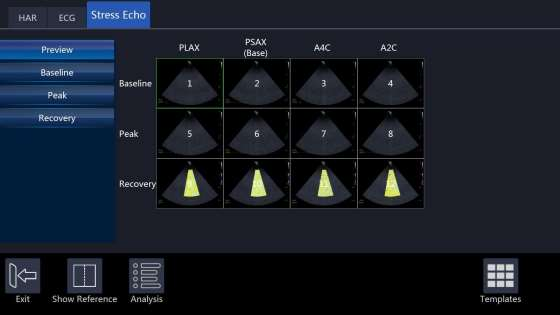 HAR ECG Stress Echo
Preview
Baseline
Peak
Recovery
PLAX PSAX A4C A2C
(Base)
Baseline 1 2 3 4
Peak 5 6 7 8
Recovery
Exit Show Reference Analysis Templates